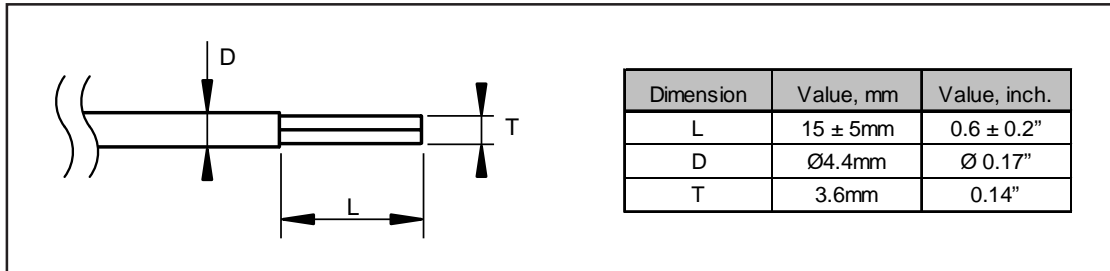 D
T
L
Dimension Value, mm Value, inch.
L 15 ± 5mm 0.6 ± 0.2”
D Ø4.4mm Ø 0.17”
T 3.6mm 0.14”